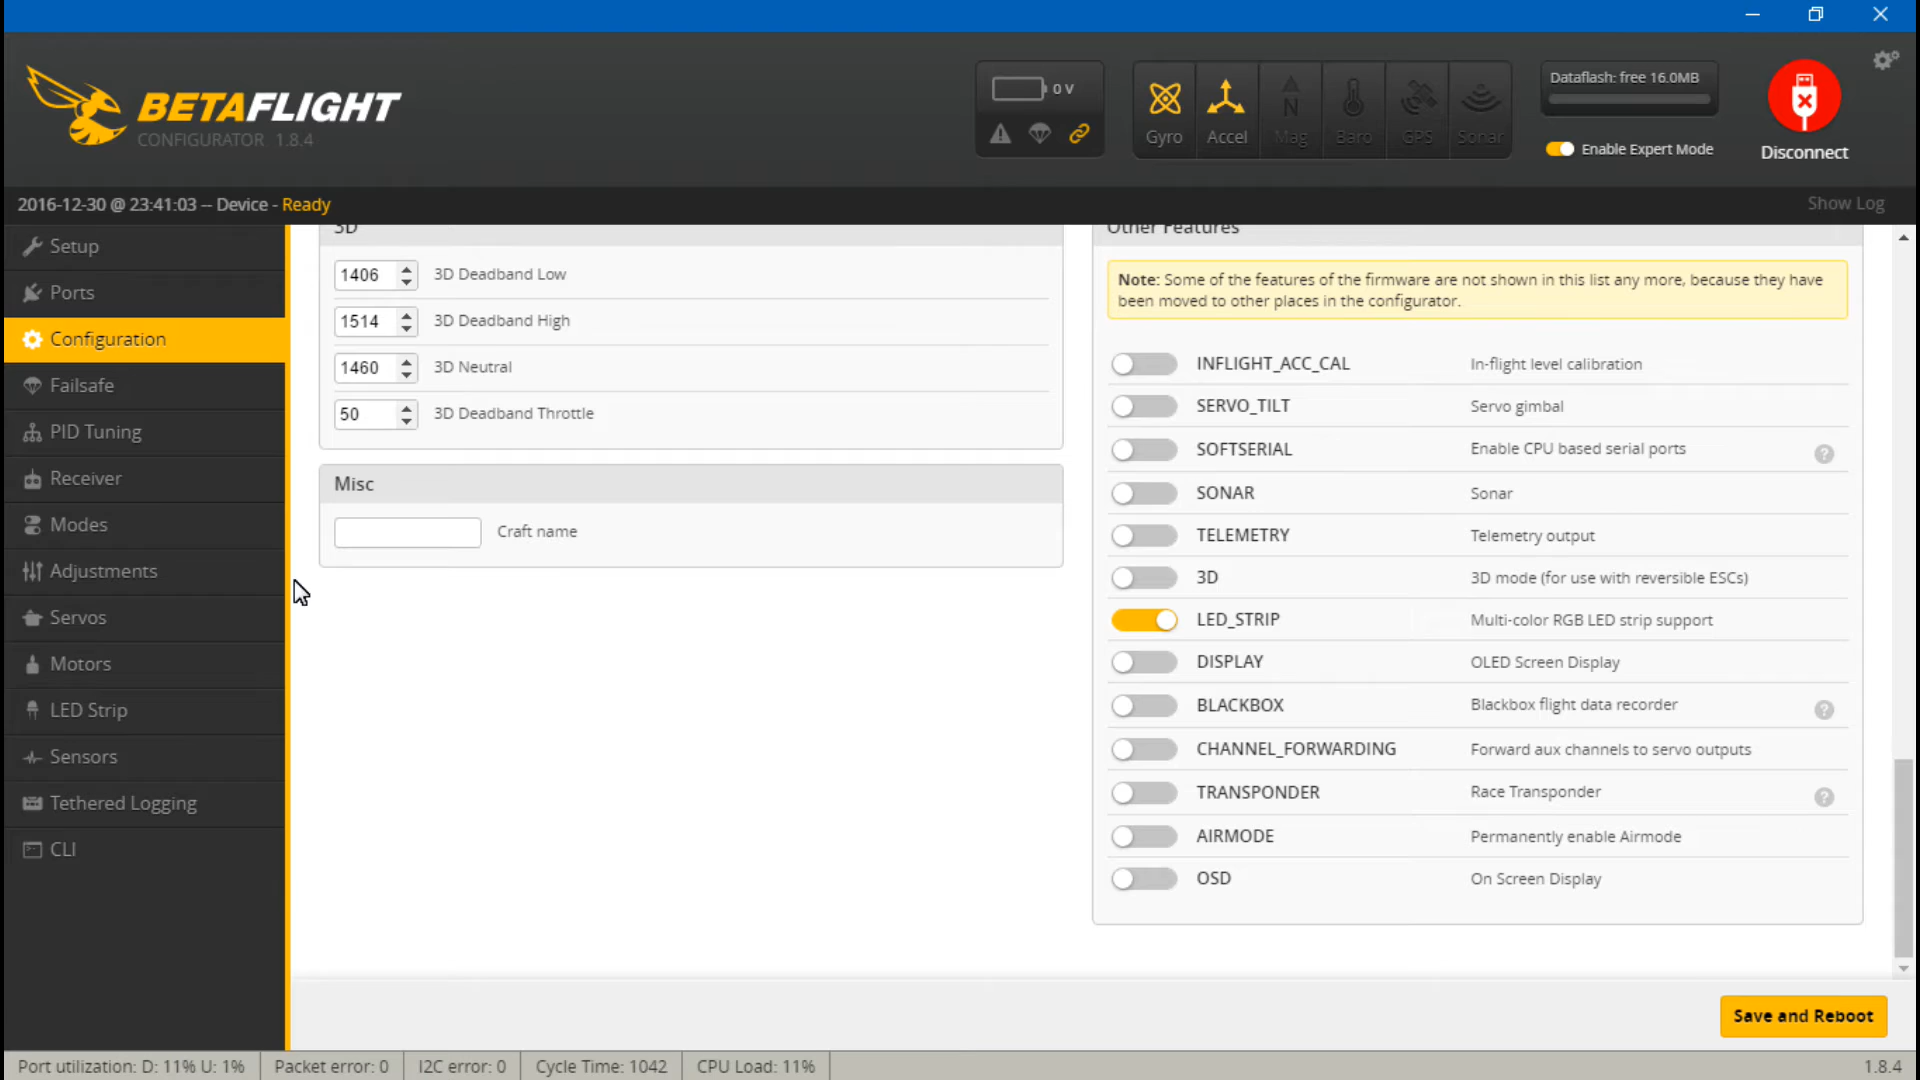 BETAFLIGHT
CONFIGURATOR 1.8.4
0 V
Gyro
Accel
Mag
Baro
GPS
Sonar
Dataflash: free 16.0MB
Enable Expert Mode
Disconnect
2016-12-30 @ 23:41:03 -- Device - Ready
Show Log
Setup
Ports
Configuration
Failsafe
PID Tuning
Receiver
Modes
Adjustments
Servos
Motors
LED Strip
Sensors
Tethered Logging
CLI
3D
1406 3D Deadband Low
1514 3D Deadband High
1460 3D Neutral
50 3D Deadband Throttle
Misc
Craft name
Other Features
Note: Some of the features of the firmware are not shown in this list any more, because they have
been moved to other places in the configurator.
INFLIGHT_ACC_CAL In-flight level calibration
SERVO_TILT Servo gimbal
SOFTSERIAL Enable CPU based serial ports ?
SONAR Sonar
TELEMETRY Telemetry output
3D 3D mode (for use with reversible ESCs)
LED_STRIP Multi-color RGB LED strip support
DISPLAY OLED Screen Display
BLACKBOX Blackbox flight data recorder ?
CHANNEL_FORWARDING Forward aux channels to servo outputs
TRANSPONDER Race Transponder ?
AIRMODE Permanently enable Airmode
OSD On Screen Display
Save and Reboot
Port utilization: D: 11% U: 1% Packet error: 0 I2C error: 0 Cycle Time: 1042 CPU Load: 11% 1.8.4